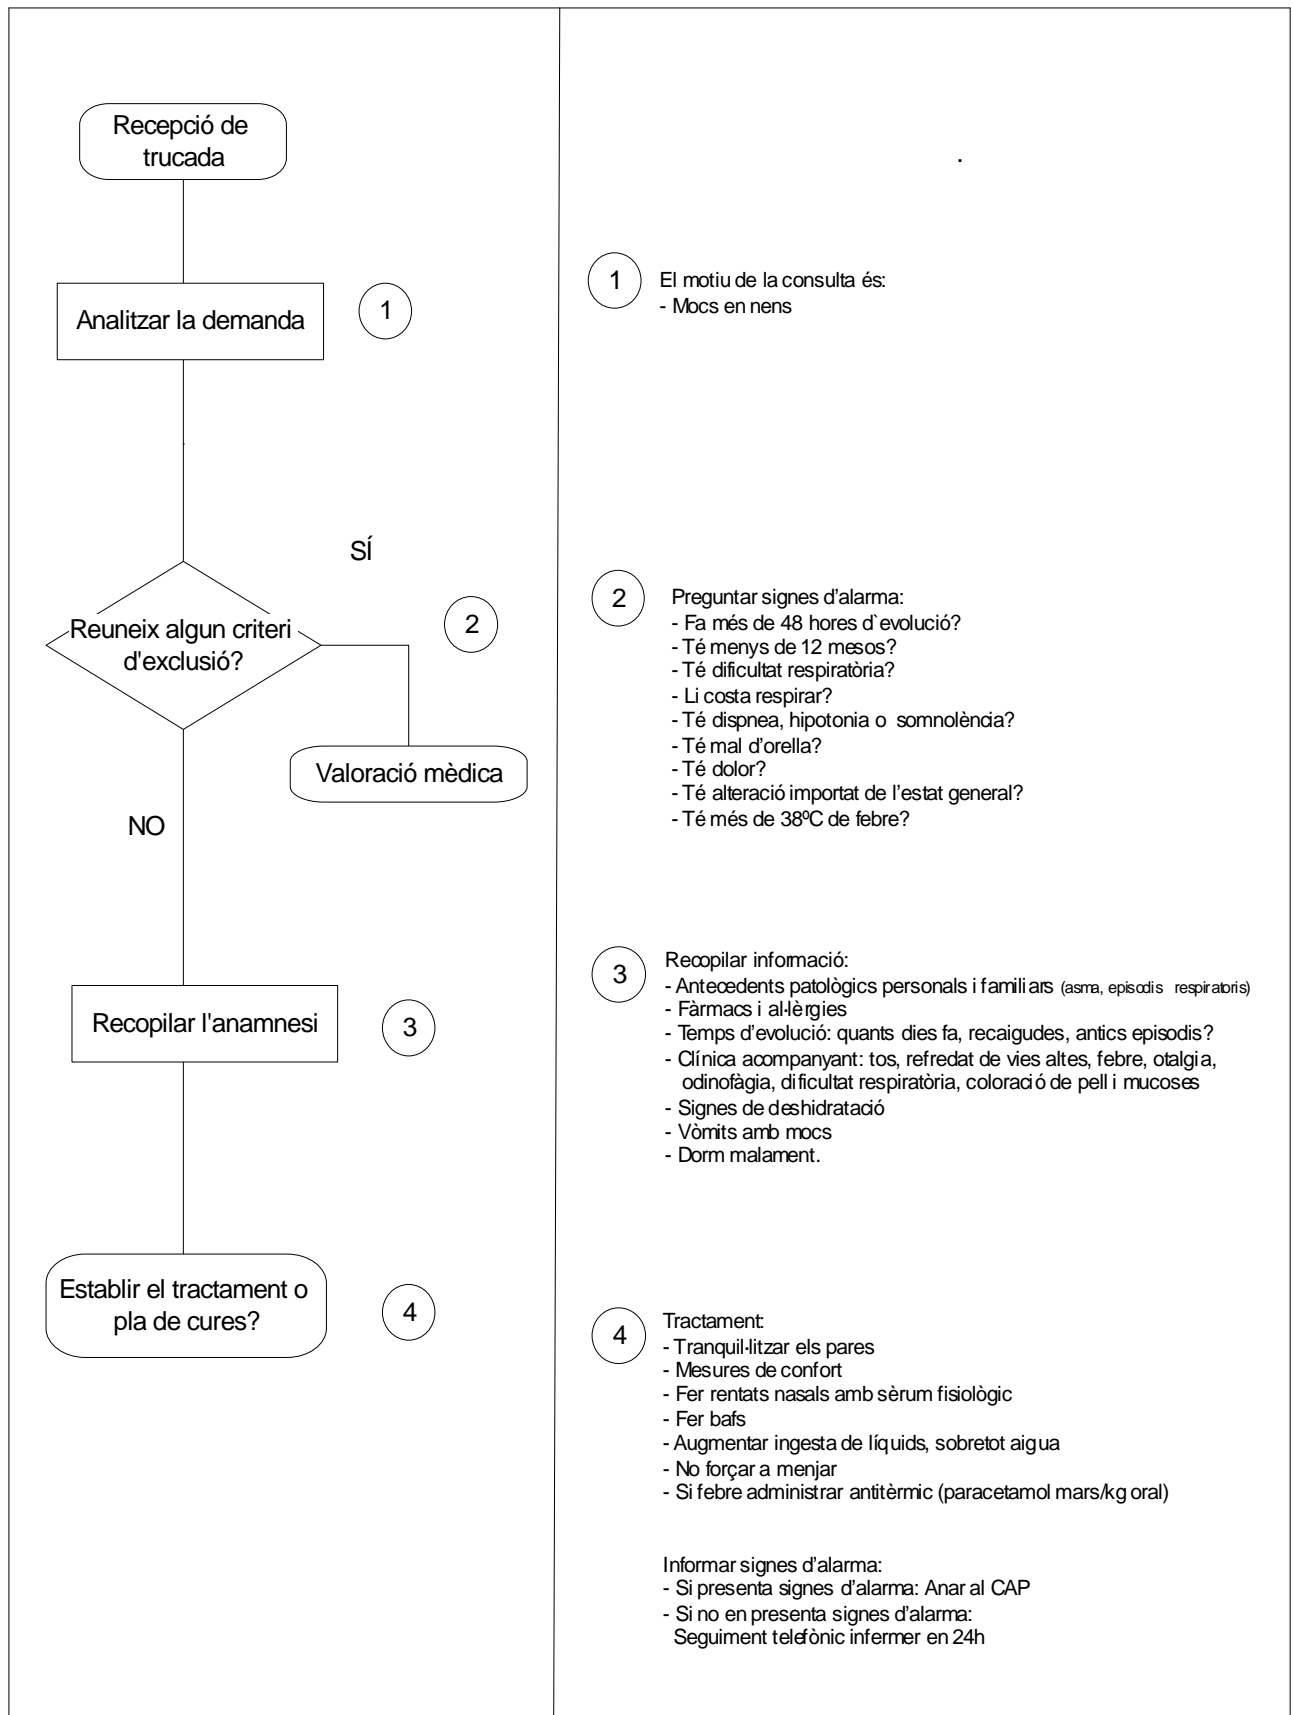 Recepció de
trucada
.
Analitzar la demanda
1
SÍ
Reuneix algun criteri
d'exclusió?
2
Valoració mèdica
NO
Recopilar l'anamnesi
3
Establir el tractament o
pla de cures?
4
1
El motiu de la consulta és:
- Mocs en nens
2
Preguntar signes d'alarma:
- Fa més de 48 hores d`evolució?
- Té menys de 12 mesos?
- Té dificultat respiratòria?
- Li costa respirar?
- Té dispnea, hipotonia o somnolència?
- Té mal d'orella?
- Té dolor?
- Té alteració importat de l'estat general?
- Té més de 38ºC de febre?
3
Recopilar informació:
- Antecedents patològics personals i familiars (asma, episodis respiratoris)
- Fàrmacs i al·lèrgies
- Temps d'evolució: quants dies fa, recaigudes, antics episodis?
- Clínica acompanyant: tos, refredat de vies altes, febre, otalgia,
odinofàgia, dificultat respiratòria, coloració de pell i mucoses
- Signes de deshidratació
- Vòmits amb mocs
- Dorm malament.
4
Tractament:
- Tranquil·litzar els pares
- Mesures de confort
- Fer rentats nasals amb sèrum fisiològic
- Fer bafs
- Augmentar ingesta de líquids, sobretot aigua
- No forçar a menjar
- Si febre administrar antitèrmic (paracetamol mars/kg oral)
Informar signes d'alarma:
- Si presenta signes d'alarma: Anar al CAP
- Si no en presenta signes d'alarma:
Seguiment telefònic infermer en 24h